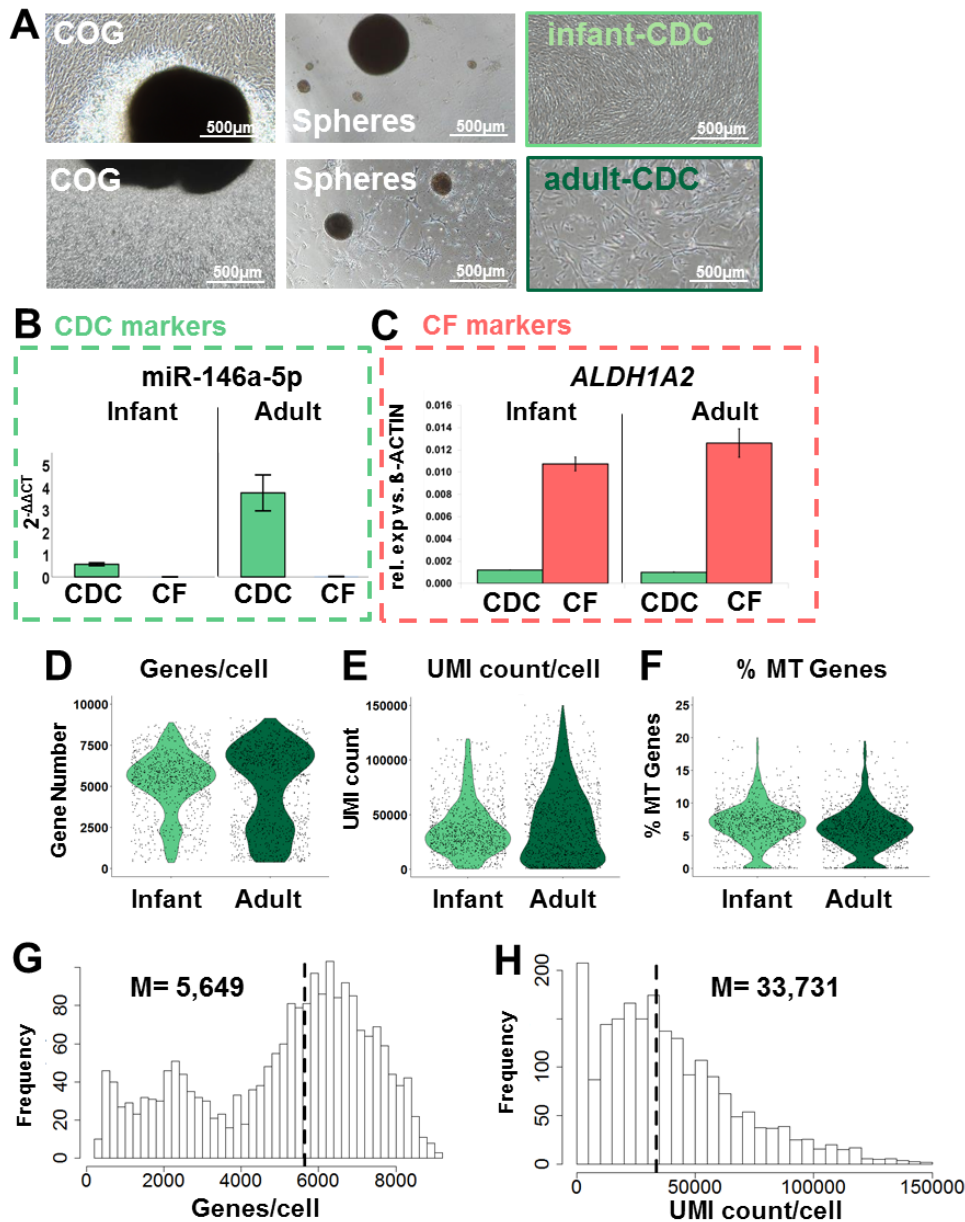 A
COG
500µm
Spheres
500µm
infant-CDC
500µm
COG
500µm
Spheres
500µm
adult-CDC
500µm
B CDC markers
miR-146a-5p
Infant Adult
2-ΔΔCT
5
4
3
2
1
0
CDC CF CDC CF
C CF markers
ALDH1A2
Infant Adult
rel. exp vs. ß-ACTIN
0.016
0.014
0.012
0.010
0.008
0.006
0.004
0.002
0.000
CDC CF CDC CF
D Genes/cell
Gene Number
10000
7500
5000
2500
0
Infant Adult
E UMI count/cell
UMI count
150000
100000
50000
0
Infant Adult
F % MT Genes
% MT Genes
25
20
15
10
5
0
Infant Adult
G
M= 5,649
Frequency
80
60
40
20
0
0 2000 4000 6000 8000
Genes/cell
H
M= 33,731
Frequency
200
150
100
50
0
0 50000 100000 150000
UMI count/cell